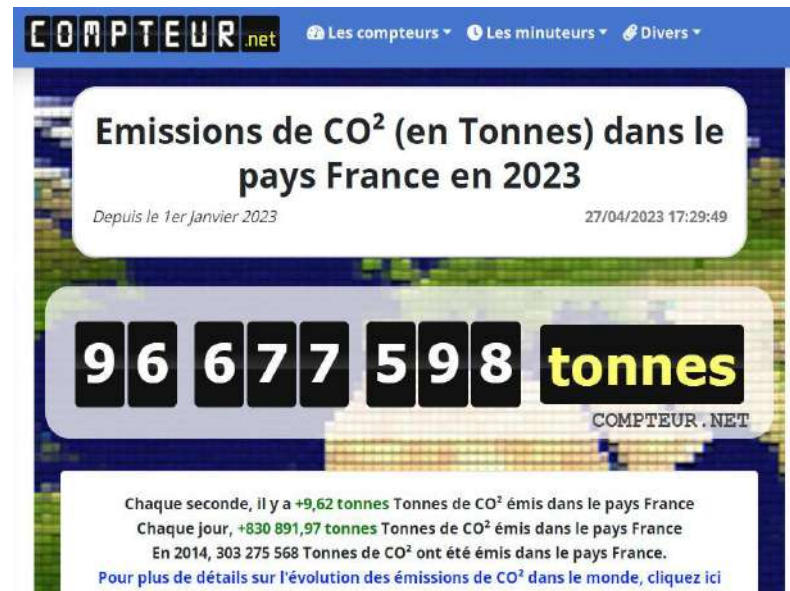 COMPTEUR.net Les compteurs Les minuteurs Divers
Emissions de CO² (en Tonnes) dans le
pays France en 2023
Depuis le 1er Janvier 2023 27/04/2023 17:29:49
96 677 598 tonnes
COMPTEUR.NET
Chaque seconde, il y a +9,62 tonnes Tonnes de CO² émis dans le pays France
Chaque jour, +830 891,97 tonnes Tonnes de CO² émis dans le pays France
En 2014, 303 275 568 Tonnes de CO² ont été émis dans le pays France.
Pour plus de détails sur l'évolution des émissions de CO² dans le monde, cliquez ici